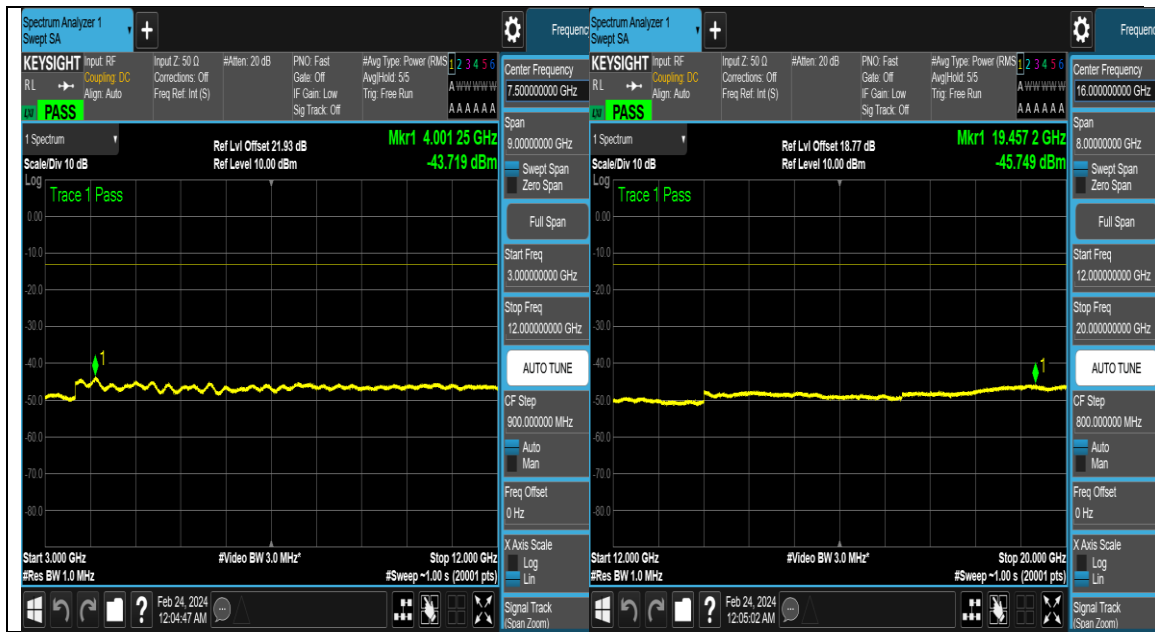 Spectrum Analyzer 1
Swept SA
+
Frequenc
KEYSIGHT
RL
PASS
Input: RF
Coupling: DC
Align: Auto
Input Z: 50 Ω
Corrections: Off
Freq Ref: Int (S)
#Atten: 20 dB
PNO: Fast
Gate: Off
IF Gain: Low
Sig Track: Off
#Avg Type: Power (RMS
Avg|Hold: 5/5
Trig: Free Run
1 2 3 4 5 6
A W W W W W
A A A A A A
1 Spectrum
Scale/Div 10 dB
Ref Lvl Offset 21.93 dB
Ref Level 10.00 dBm
Mkr1 4.001 25 GHz
-43.719 dBm
Log
Trace 1 Pass
0.00
-10.0
-20.0
-30.0
-40.0
-50.0
-60.0
-70.0
-80.0
1
Start 3.000 GHz
#Res BW 1.0 MHz
#Video BW 3.0 MHz*
Stop 12.000 GHz
#Sweep ~1.00 s (20001 pts)
Center Frequency
7.500000000 GHz
Span
9.00000000 GHz
Swept Span
Zero Span
Full Span
Start Freq
3.000000000 GHz
Stop Freq
12.000000000 GHz
AUTO TUNE
CF Step
900.000000 MHz
Auto
Man
Freq Offset
0 Hz
X Axis Scale
Log
Lin
Signal Track
(Span Zoom)
?
Feb 24, 2024
12:04:47 AM
Spectrum Analyzer 1
Swept SA
+
Frequenc
KEYSIGHT
RL
PASS
Input: RF
Coupling: DC
Align: Auto
Input Z: 50 Ω
Corrections: Off
Freq Ref: Int (S)
#Atten: 20 dB
PNO: Fast
Gate: Off
IF Gain: Low
Sig Track: Off
#Avg Type: Power (RMS
Avg|Hold: 5/5
Trig: Free Run
1 2 3 4 5 6
A W W W W W
A A A A A A
1 Spectrum
Scale/Div 10 dB
Ref Lvl Offset 18.77 dB
Ref Level 10.00 dBm
Mkr1 19.457 2 GHz
-45.749 dBm
Log
Trace 1 Pass
0.00
-10.0
-20.0
-30.0
-40.0
-50.0
-60.0
-70.0
-80.0
1
Start 12.000 GHz
#Res BW 1.0 MHz
#Video BW 3.0 MHz*
Stop 20.000 GHz
#Sweep ~1.00 s (20001 pts)
Center Frequency
16.000000000 GHz
Span
8.00000000 GHz
Swept Span
Zero Span
Full Span
Start Freq
12.000000000 GHz
Stop Freq
20.000000000 GHz
AUTO TUNE
CF Step
800.000000 MHz
Auto
Man
Freq Offset
0 Hz
X Axis Scale
Log
Lin
Signal Track
(Span Zoom)
?
Feb 24, 2024
12:05:02 AM